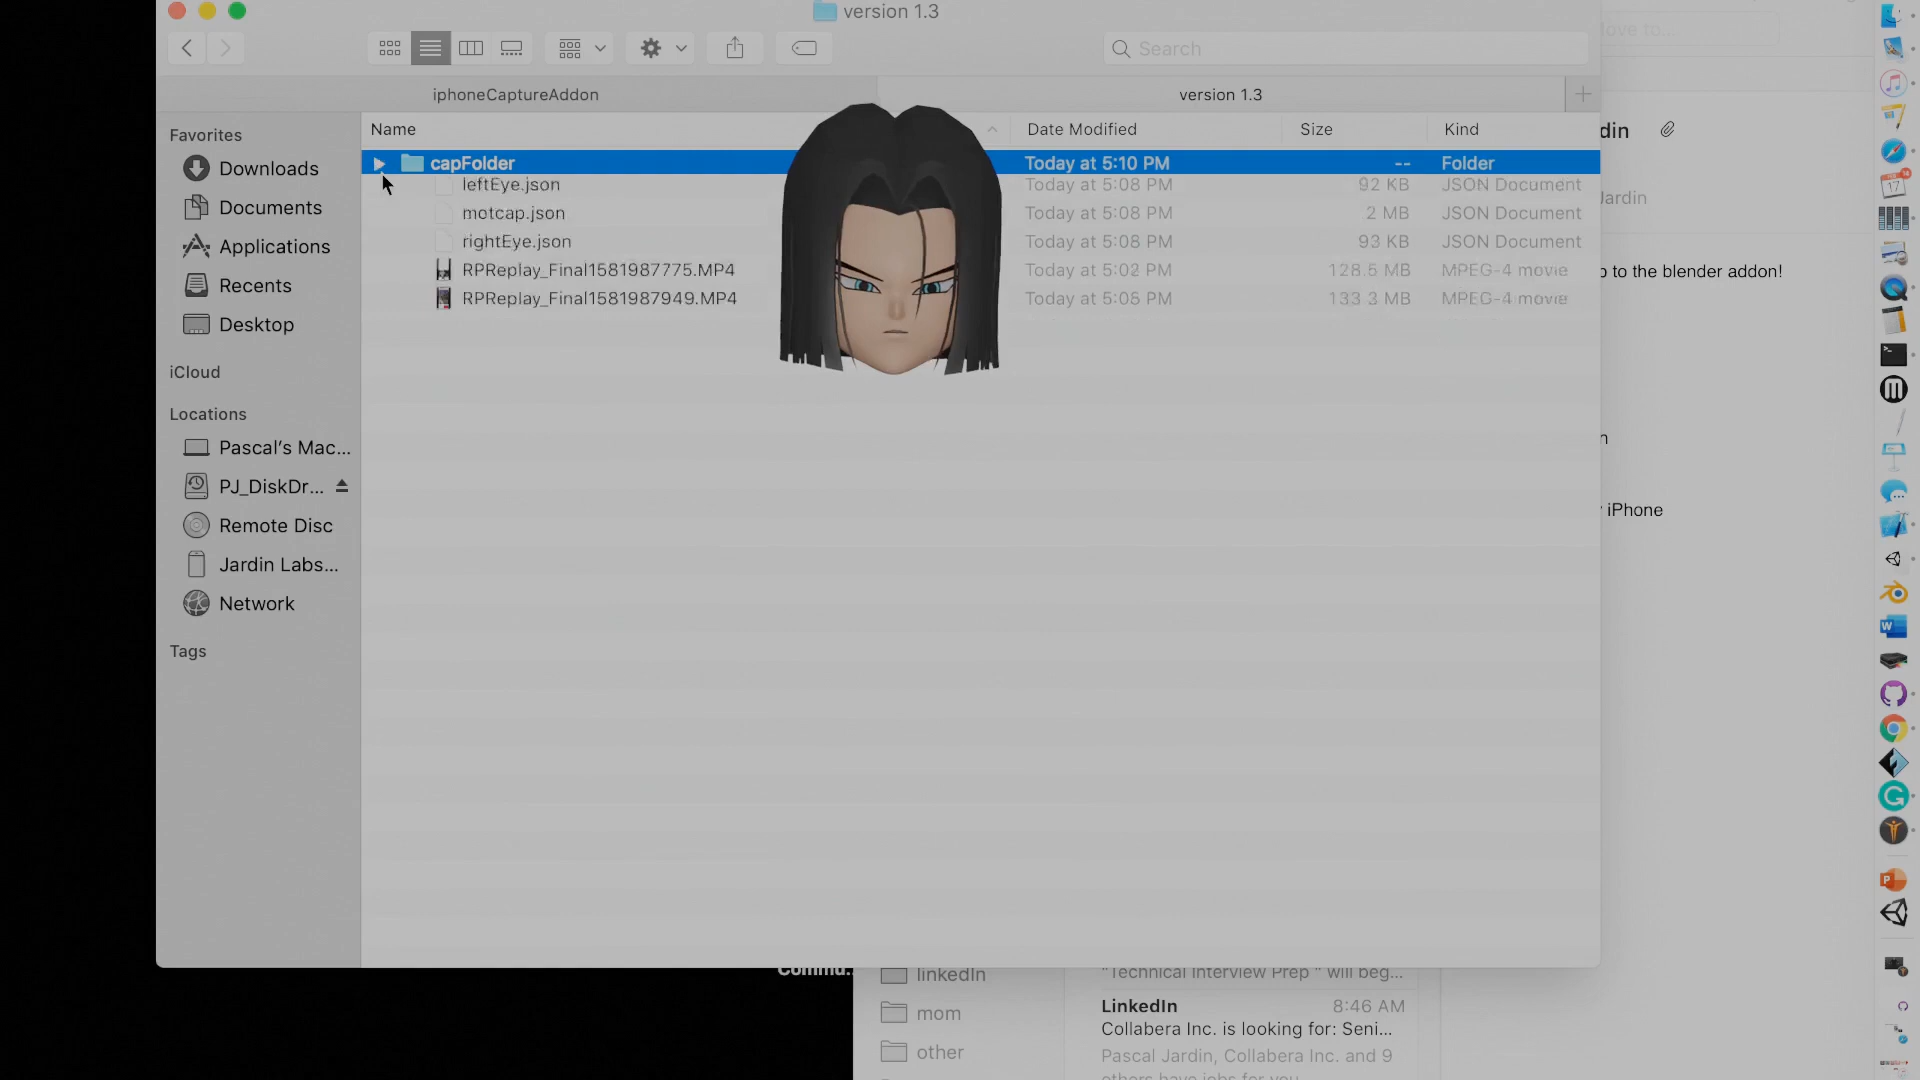 version 1.3
Search
iphoneCaptureAddon
version 1.3
Name
Date Modified
Size
Kind
Favorites
Downloads
Documents
Applications
Recents
Desktop
iCloud
Locations
Pascal's Mac...
PJ_DiskDr...
Remote Disc
Jardin Labs...
Network
Tags
capFolder Today at 5:10 PM -- Folder
leftEye.json Today at 5:08 PM 92 KB JSON Document
motcap.json Today at 5:08 PM 2 MB JSON Document
rightEye.json Today at 5:08 PM 93 KB JSON Document
RPReplay_Final1581987775.MP4 Today at 5:02 PM 128.5 MB MPEG-4 movie
RPReplay_Final1581987949.MP4 Today at 5:05 PM 133.3 MB MPEG-4 movie
to the blender addon!
iPhone
linkedIn
mom
other
"Technical Interview Prep " will beg...
LinkedIn 8:46 AM
Collabera Inc. is looking for: Seni...
Pascal Jardin, Collabera Inc. and 9
others have jobs for you
17